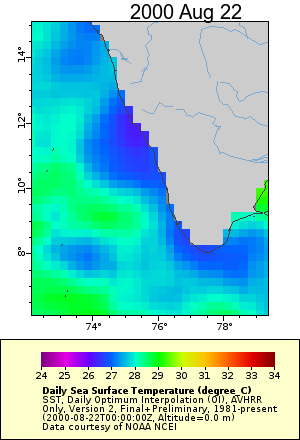 2000 Aug 22
14°
12°
10°
8°
74° 76° 78°
24 25 26 27 28 29 30 31 32 33 34
Daily Sea Surface Temperature (degree_C)
SST, Daily Optimum Interpolation (OI), AVHRR
Only, Version 2, Final+Preliminary, 1981-present
(2000-08-22T00:00:00Z, Altitude=0.0 m)
Data courtesy of NOAA NCEI